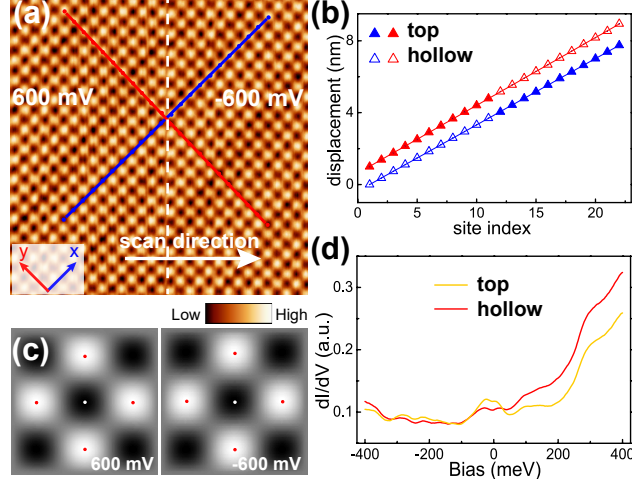 (a)
600 mV
-600 mV
scan direction
y
x
Low
High
(b)
top
hollow
displacement (nm)
8
4
0
0
5
10
15
20
site index
(c)
600 mV
-600 mV
(d)
top
hollow
dI/dV (a.u.)
0.3
0.2
0.1
-400
-200
0
200
400
Bias (meV)